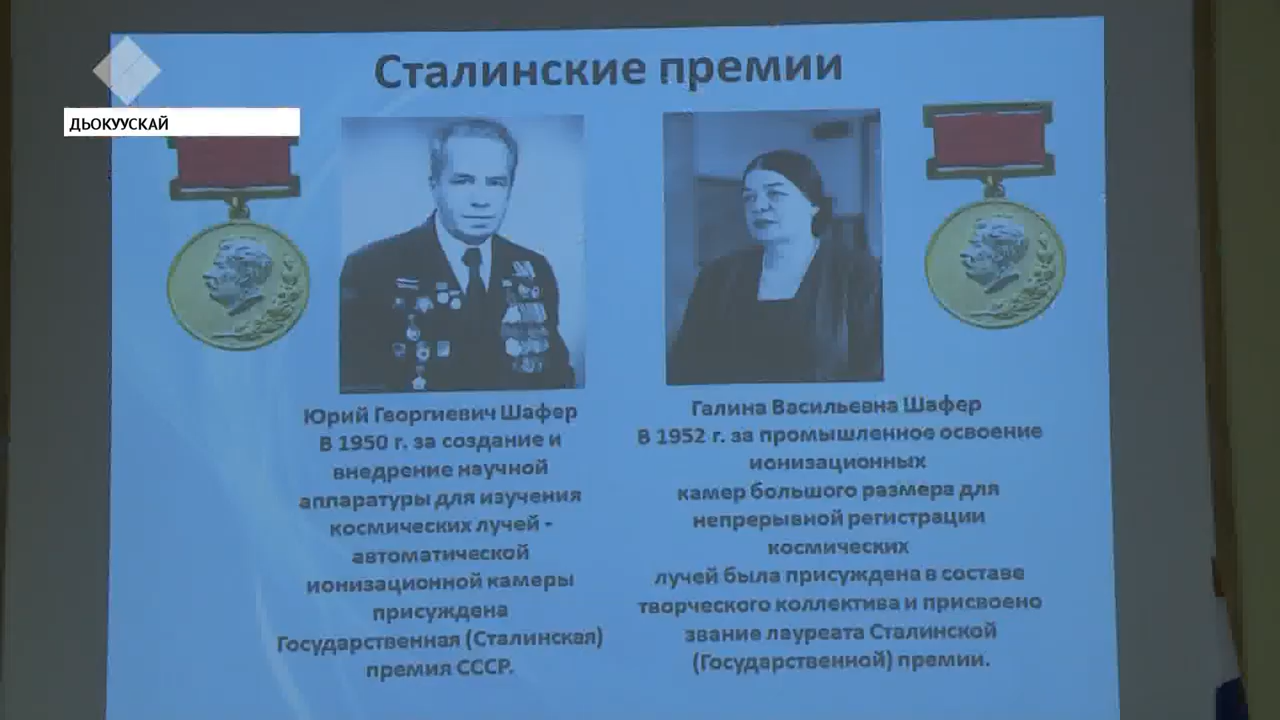 ДЬОКУУСКАЙ
Сталинские премии
Юрий Георгиевич Шафер
В 1950 г. за создание и
внедрение научной
аппаратуры для изучения
космических лучей -
автоматической
ионизационной камеры
присуждена
Государственная (Сталинская)
премия СССР.
Галина Васильевна Шафер
В 1952 г. за промышленное освоение
ионизационных
камер большого размера для
непрерывной регистрации
космических
лучей была присуждена в составе
творческого коллектива и присвоено
звание лауреата Сталинской
(Государственной) премии.